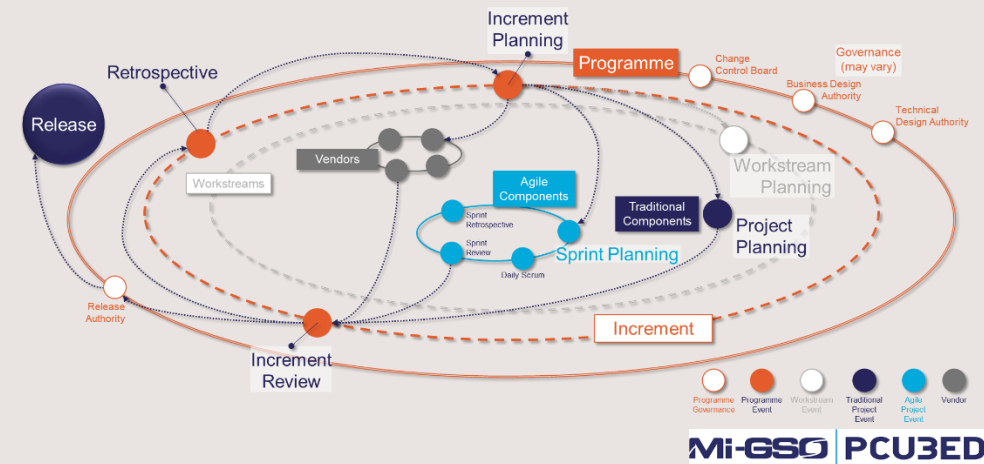 Increment
Planning
Retrospective
Programme
Change
Control Board
Governance
(may vary)
Business Design
Authority
Technical
Design Authority
Release
Vendors
Workstreams
Workstream
Planning
Agile
Components
Traditional
Components
Sprint
Retrospective
Sprint
Review
Sprint Planning
Daily Scrum
Project
Planning
Release
Authority
Increment
Increment
Review
Programme
Governance
Programme
Event
Workstream
Event
Traditional
Project
Event
Agile
Project
Event
Vendor
Mi-GSO PCU3ED